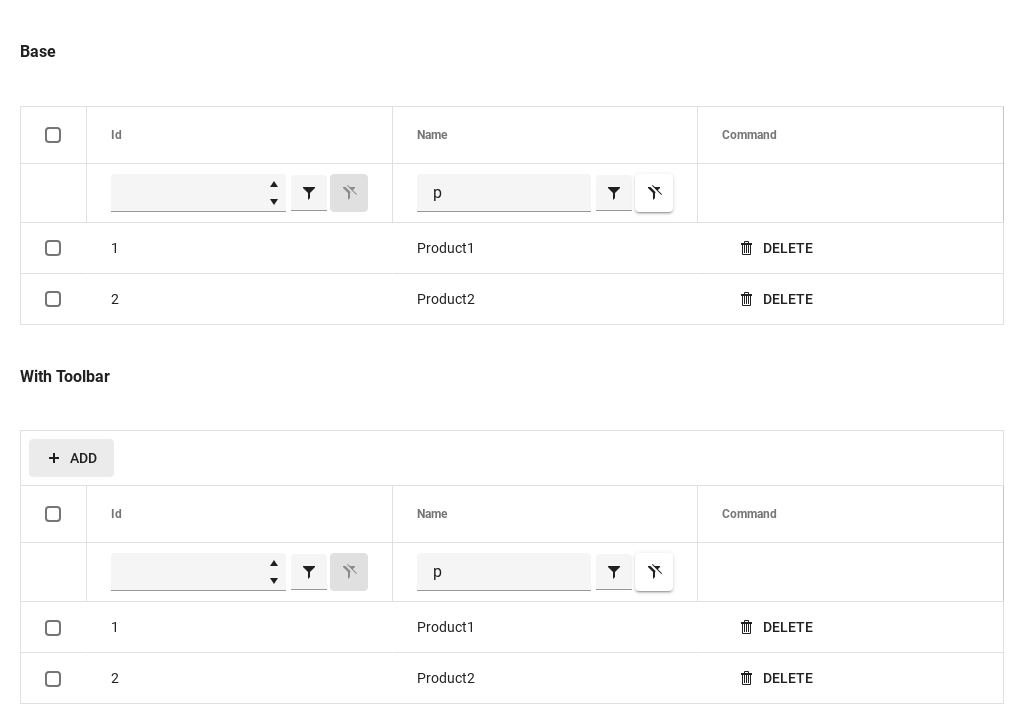 Base
Id Name Command
p
1 Product1 DELETE
2 Product2 DELETE
With Toolbar
ADD
Id Name Command
p
1 Product1 DELETE
2 Product2 DELETE